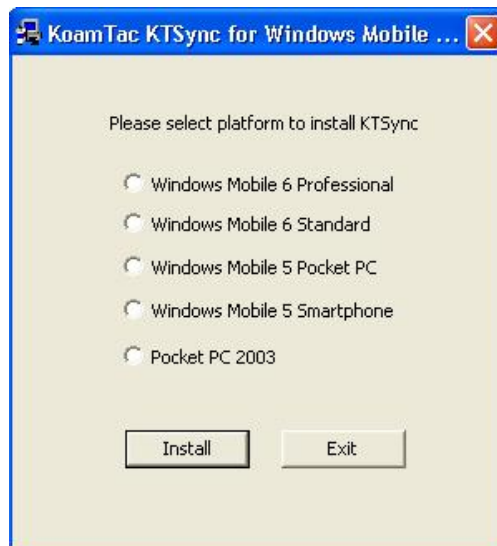 KoamTac KTSync for Windows Mobile ...
Please select platform to install KTSync
Windows Mobile 6 Professional
Windows Mobile 6 Standard
Windows Mobile 5 Pocket PC
Windows Mobile 5 Smartphone
Pocket PC 2003
Install Exit